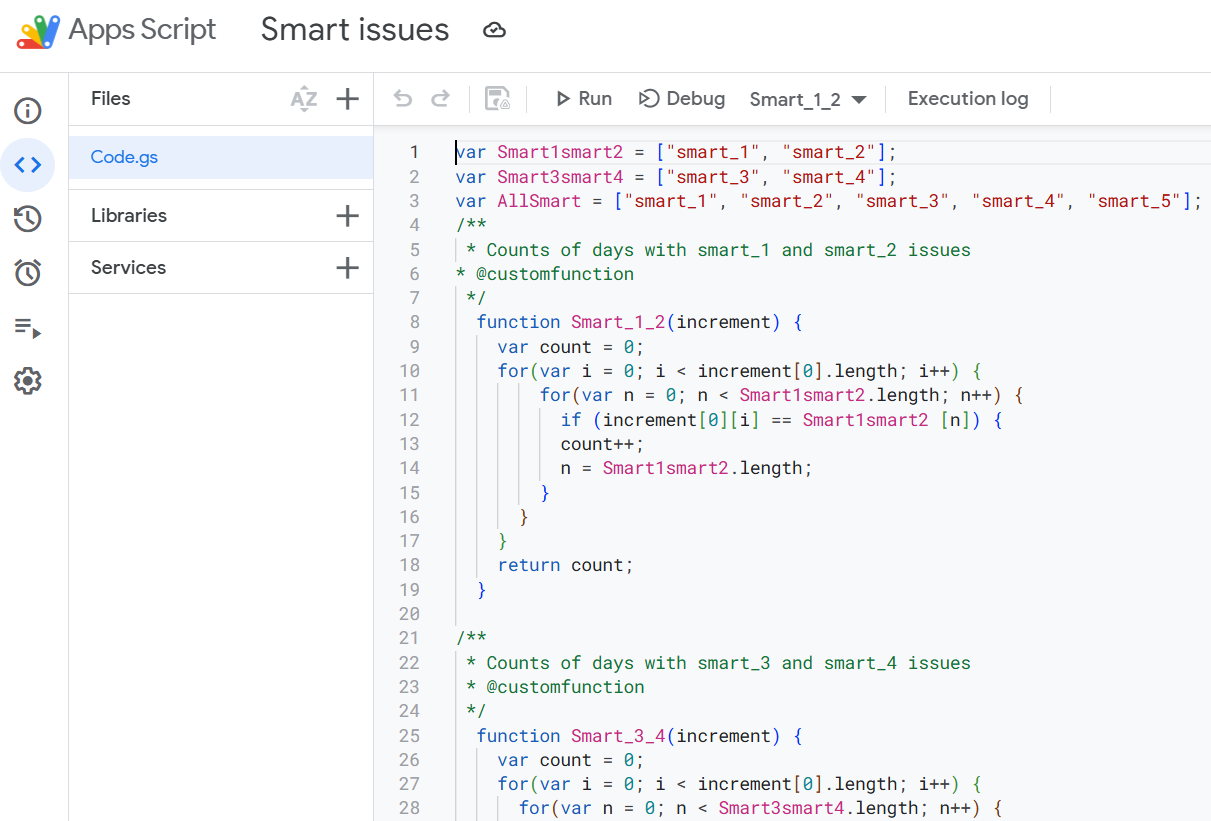 Apps Script Smart issues
Files
Run Debug Smart_1_2 Execution log
Code.gs
Libraries
Services
1 var Smart1smart2 = ["smart_1", "smart_2"];
2 var Smart3smart4 = ["smart_3", "smart_4"];
3 var AllSmart = ["smart_1", "smart_2", "smart_3", "smart_4", "smart_5"];
4 /**
5 * Counts of days with smart_1 and smart_2 issues
6 * @customfunction
7 */
8 function Smart_1_2(increment) {
9 var count = 0;
10 for(var i = 0; i < increment[0].length; i++) {
11 for(var n = 0; n < Smart1smart2.length; n++) {
12 if (increment[0][i] == Smart1smart2 [n]) {
13 count++;
14 n = Smart1smart2.length;
15 }
16 }
17 }
18 return count;
19 }
20
21 /**
22 * Counts of days with smart_3 and smart_4 issues
23 * @customfunction
24 */
25 function Smart_3_4(increment) {
26 var count = 0;
27 for(var i = 0; i < increment[0].length; i++) {
28 for(var n = 0; n < Smart3smart4.length; n++) {